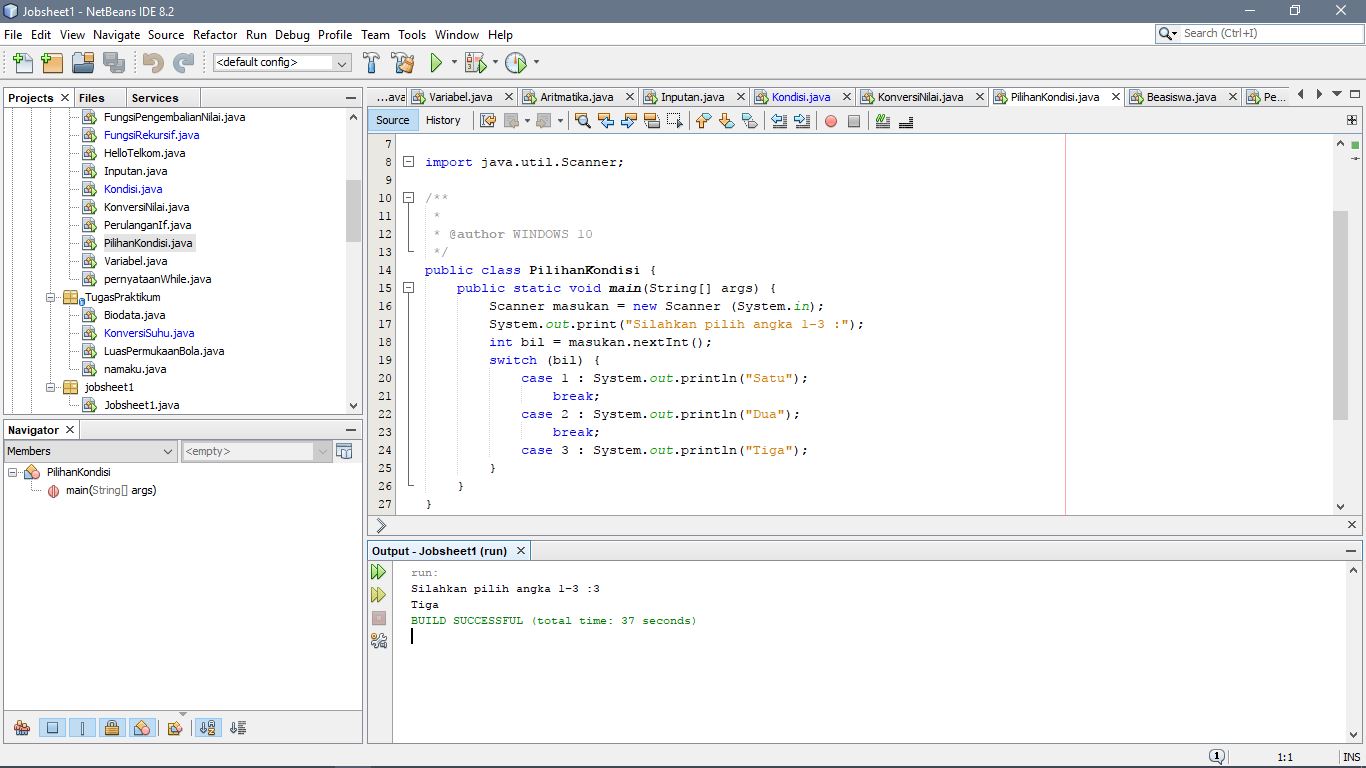 Jobsheet1 - NetBeans IDE 8.2
File Edit View Navigate Source Refactor Run Debug Profile Team Tools Window Help
Search (Ctrl+I)
<default config>
Projects Files Services
FungsiPengembalianNilai.java
FungsiRekursif.java
HelloTelkom.java
Inputan.java
Kondisi.java
KonversiNilai.java
PerulanganIf.java
PilihanKondisi.java
Variabel.java
pernyataanWhile.java
TugasPraktikum
Biodata.java
KonversiSuhu.java
LuasPermukaanBola.java
namaku.java
jobsheet1
Jobsheet1.java
Navigator
Members <empty>
PilihanKondisi
main(String[] args)
...ava Variabel.java Aritmatika.java Inputan.java Kondisi.java KonversiNilai.java PilihanKondisi.java Beasiswa.java Pe...
Source History
7
8 import java.util.Scanner;
9
10 /**
11 *
12 * @author WINDOWS 10
13 */
14 public class PilihanKondisi {
15 public static void main(String[] args) {
16 Scanner masukan = new Scanner (System.in);
17 System.out.print("Silahkan pilih angka 1-3 :");
18 int bil = masukan.nextInt();
19 switch (bil) {
20 case 1 : System.out.println("Satu");
21 break;
22 case 2 : System.out.println("Dua");
23 break;
24 case 3 : System.out.println("Tiga");
25 }
26 }
27 }
Output - Jobsheet1 (run)
run:
Silahkan pilih angka 1-3 :3
Tiga
BUILD SUCCESSFUL (total time: 37 seconds)
1 1:1 INS